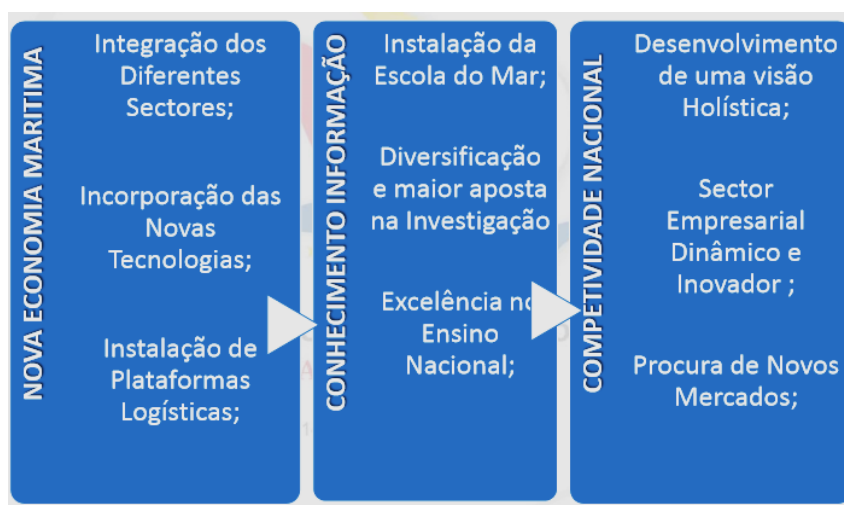 NOVA ECONOMIA MARITIMA
Integração dos
Diferentes
Sectores;
Incorporação das
Novas
Tecnologias;
Instalação de
Plataformas
Logísticas;
CONHECIMENTO INFORMAÇÃO
Instalação da
Escola do Mar;
Diversificação
e maior aposta
na Investigação
Excelência no
Ensino
Nacional;
COMPETIVIDADE NACIONAL
Desenvolvimento
de uma visão
Holística;
Sector
Empresarial
Dinâmico e
Inovador ;
Procura de Novos
Mercados;